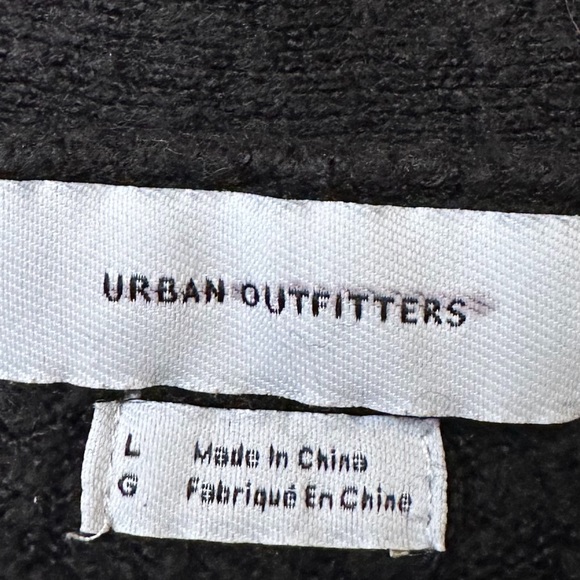 URBAN OUTFITTERS
L Made In China
G Fabriqué En Chine